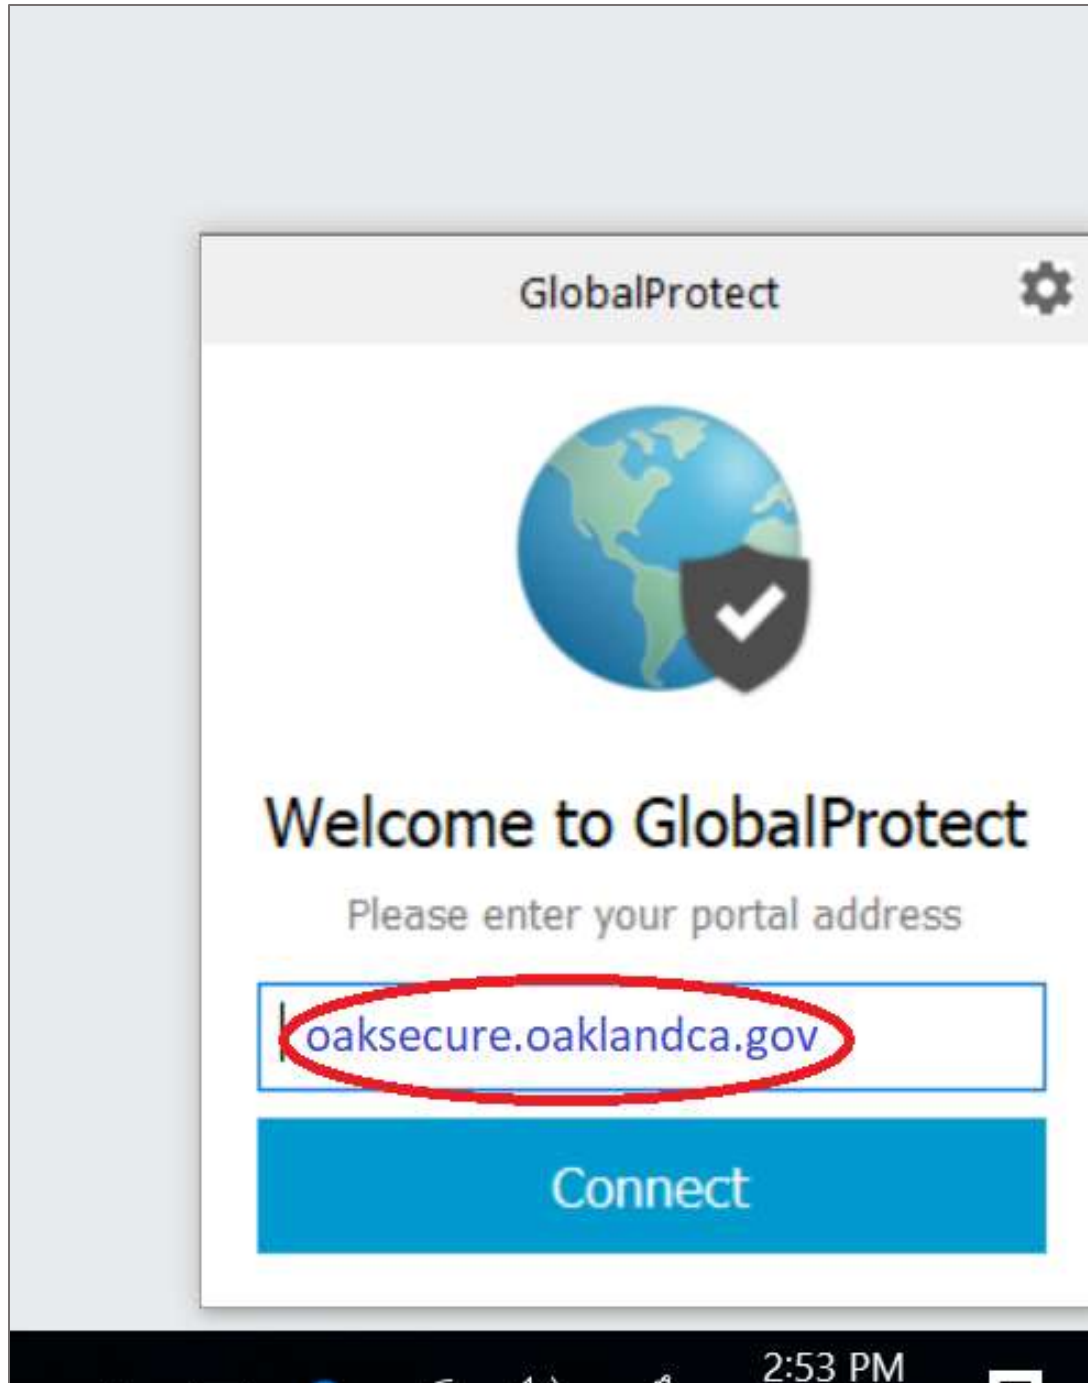 GlobalProtect
Welcome to GlobalProtect
Please enter your portal address
oaksecure.oaklandca.gov
Connect
2:53 PM